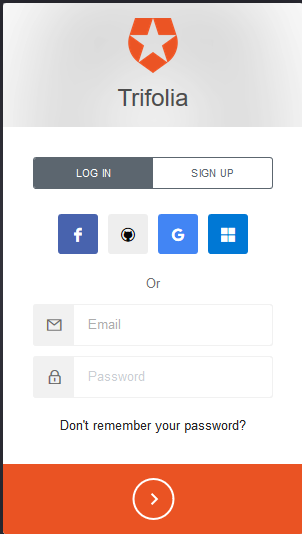 Trifolia
LOG IN
SIGN UP
f
G
Or
Email
Password
Don't remember your password?